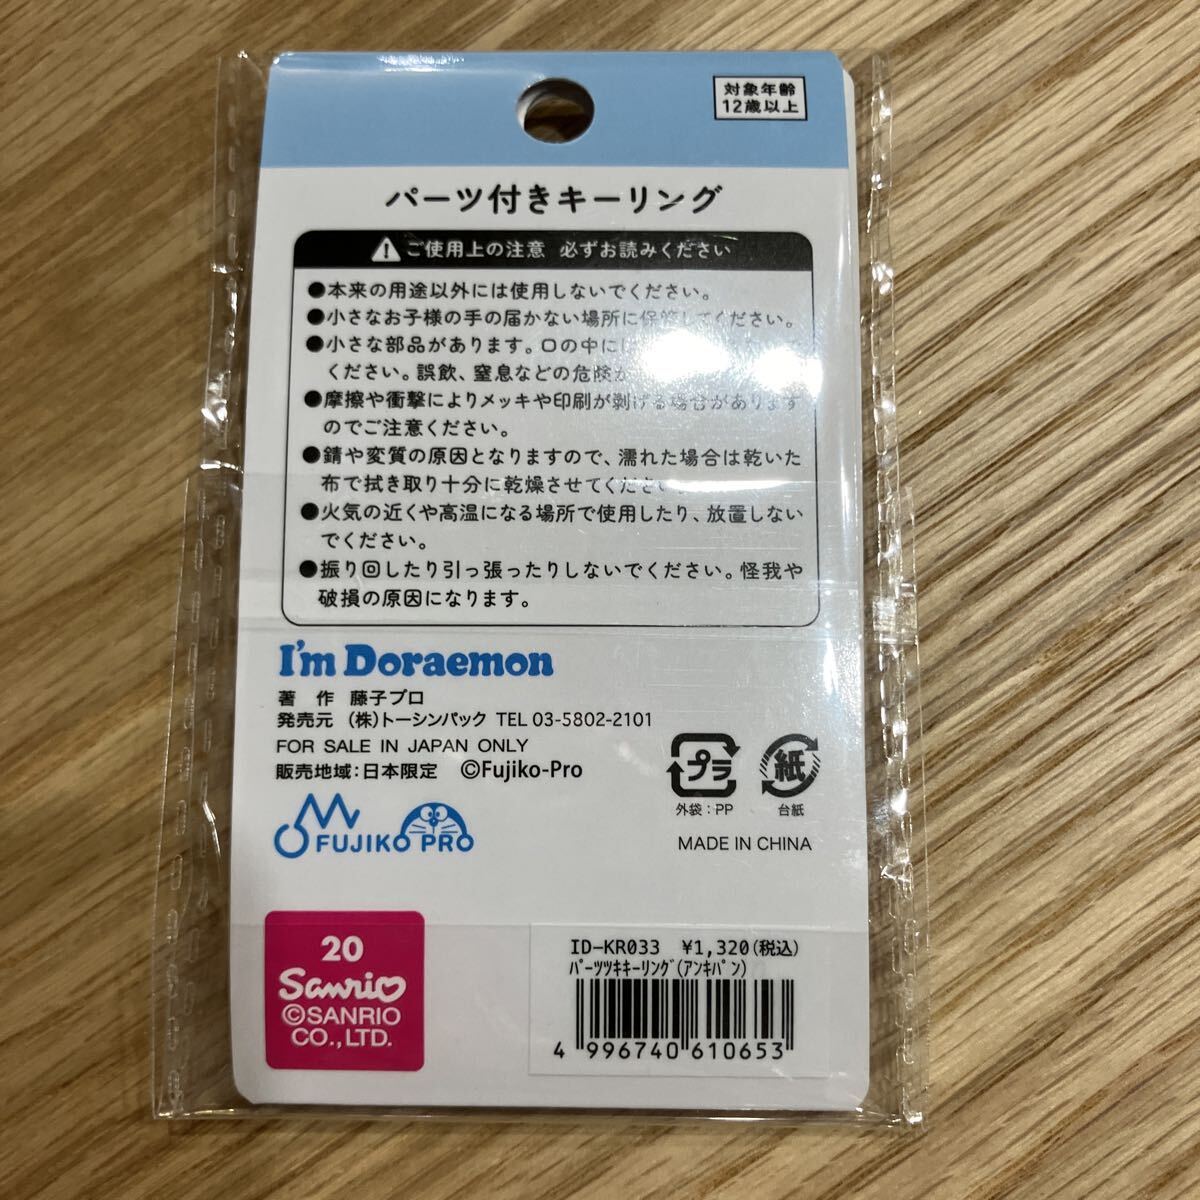 対象年齢
12歳以上
パーツ付きキーリング
ご使用上の注意 必ずお読みください
●本来の用途以外には使用しないでください。
●小さなお子様の手の届かない場所に保管してください。
●小さな部品があります。口の中には
ください。誤飲、窒息などの危険が
●摩擦や衝撃によりメッキや印刷が剥げる場合があります
のでご注意ください。
●錆や変質の原因となりますので、濡れた場合は乾いた
布で拭き取り十分に乾燥させてください。
●火気の近くや高温になる場所で使用したり、放置しない
でください。
●振り回したり引っ張ったりしないでください。怪我や
破損の原因になります。
I'm Doraemon
著 作 藤子プロ
発売元 (株)トーシンパック TEL 03-5802-2101
FOR SALE IN JAPAN ONLY
販売地域:日本限定 ©Fujiko-Pro
プラ
外袋:PP
紙
台紙
FUJIKO PRO
MADE IN CHINA
20
Sanrio
©SANRIO
CO.,LTD.
ID-KR033 ¥1,320(税込)
ﾊﾟｰﾂﾂｷｷｰﾘﾝｸﾞ(ｱﾝｷﾊﾟﾝ)
4 996740 610653